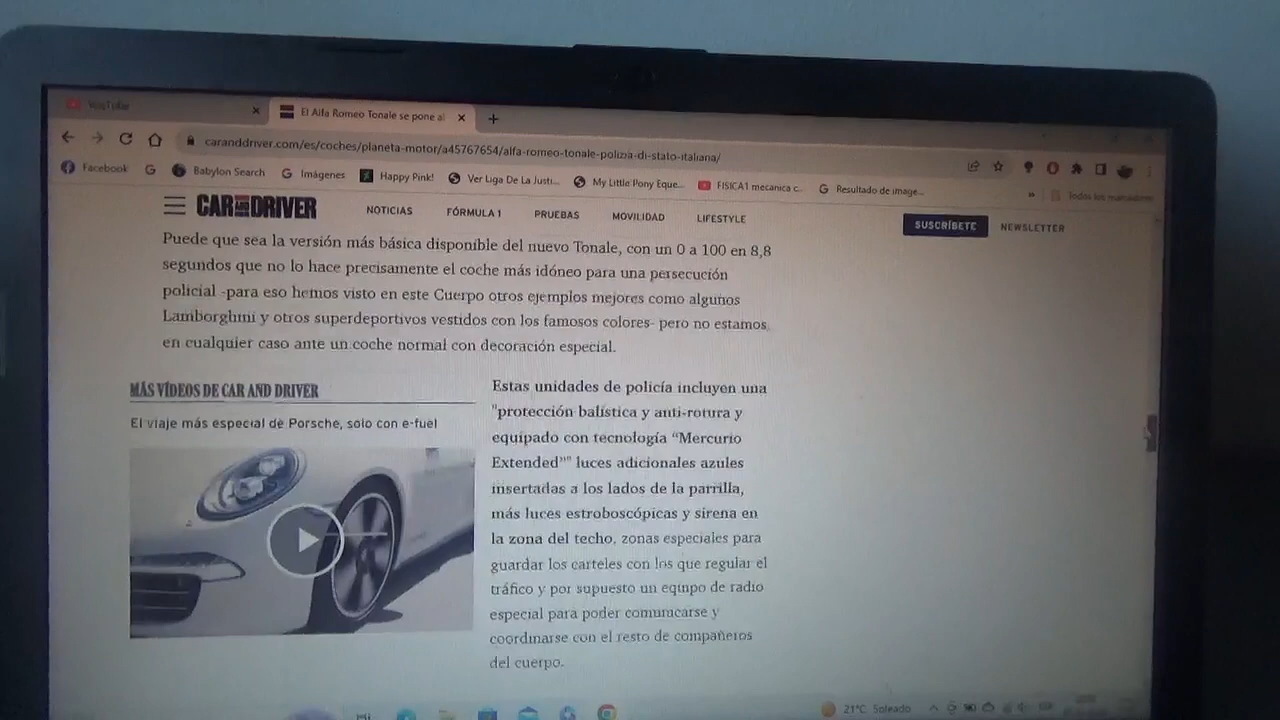 YouTube
El Alfa Romeo Tonale se pone al
caranddriver.com/es/coches/planeta-motor/a45767654/alfa-romeo-tonale-polizia-di-stato-italiana/
Facebook
Babylon Search
Imágenes
Happy Pink!
Ver Liga De La Justi...
My Little Pony Eque...
FISICA1 mecanica c...
Resultado de image...
»
Todos los marcadores
CAR AND DRIVER
NOTICIAS
FÓRMULA 1
PRUEBAS
MOVILIDAD
LIFESTYLE
SUSCRÍBETE
NEWSLETTER
Puede que sea la versión más básica disponible del nuevo Tonale, con un 0 a 100 en 8,8
segundos que no lo hace precisamente el coche más idóneo para una persecución
policial -para eso hemos visto en este Cuerpo otros ejemplos mejores como algunos
Lamborghini y otros superdeportivos vestidos con los famosos colores- pero no estamos,
en cualquier caso ante un coche normal con decoración especial.
MÁS VÍDEOS DE CAR AND DRIVER
El viaje más especial de Porsche, solo con e-fuel
Estas unidades de policía incluyen una
"protección balística y anti-rotura y
equipado con tecnología “Mercurio
Extended”" luces adicionales azules
insertadas a los lados de la parrilla,
más luces estroboscópicas y sirena en
la zona del techo, zonas especiales para
guardar los carteles con los que regular el
tráfico y por supuesto un equipo de radio
especial para poder comunicarse y
coordinarse con el resto de compañeros
del cuerpo.
21°C Soleado